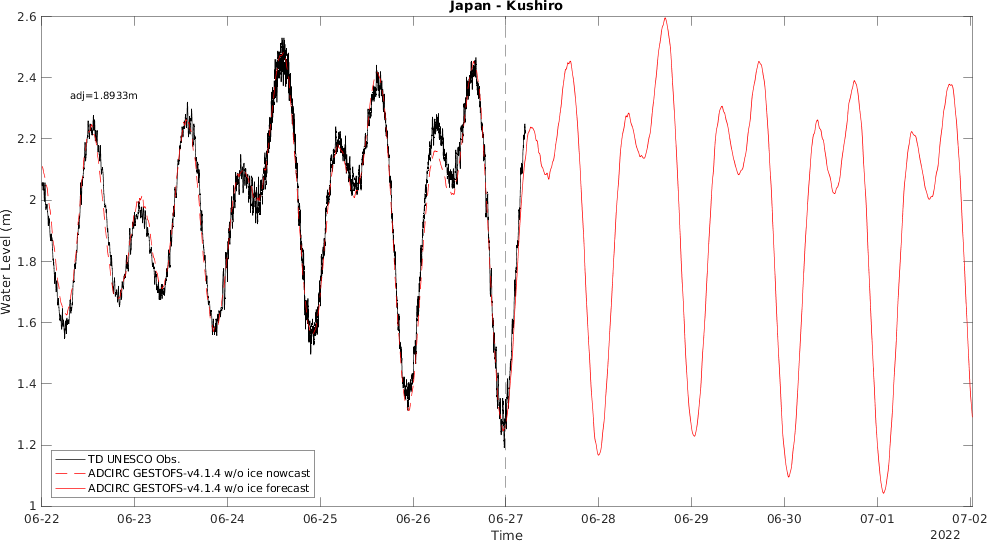 Japan - Kushiro
2.6
2.4
adj=1.8933m
2.2
2
1.8
1.6
1.4
1.2
1
Water Level (m)
TD UNESCO Obs.
ADCIRC GESTOFS-v4.1.4 w/o ice nowcast
ADCIRC GESTOFS-v4.1.4 w/o ice forecast
06-22 06-23 06-24 06-25 06-26 06-27 06-28 06-29 06-30 07-01 07-02
Time
2022